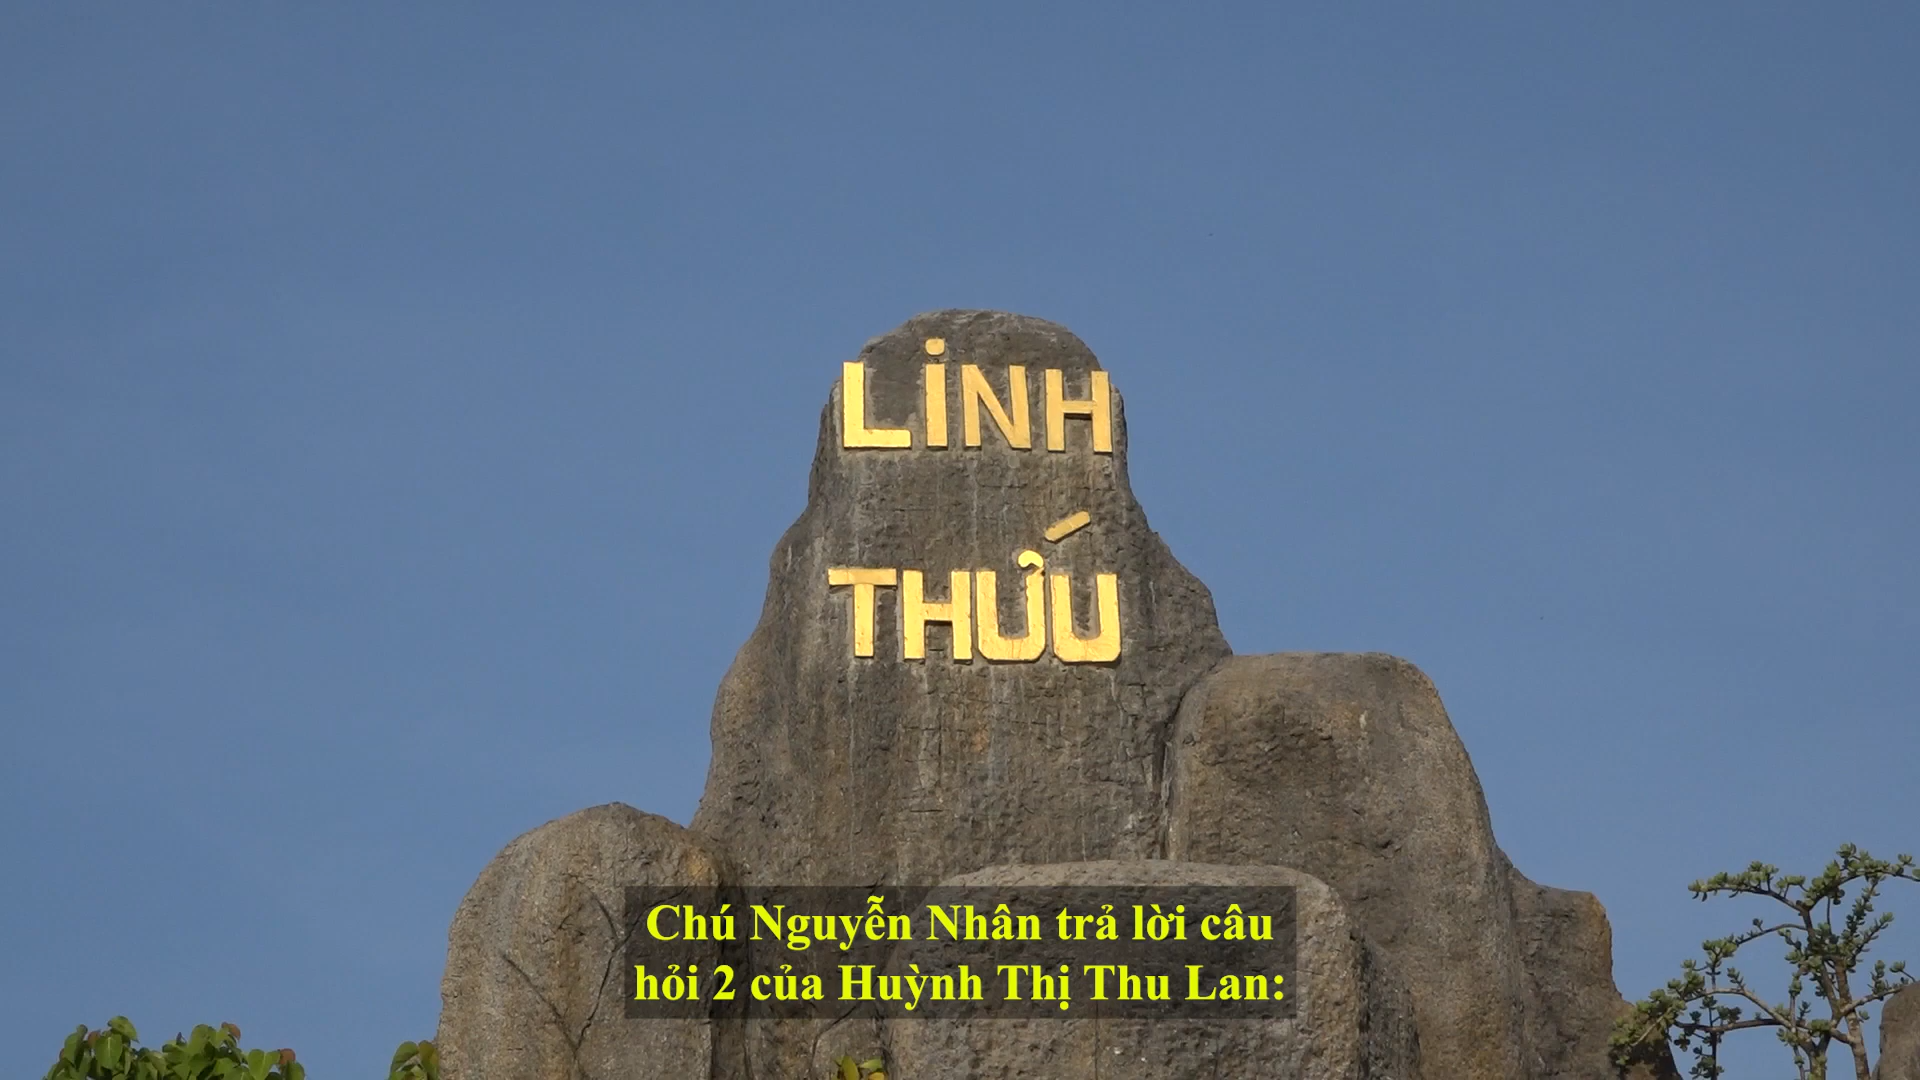 LiNH
THỨU
Chú Nguyễn Nhân trả lời câu
hỏi 2 của Huỳnh Thị Thu Lan: